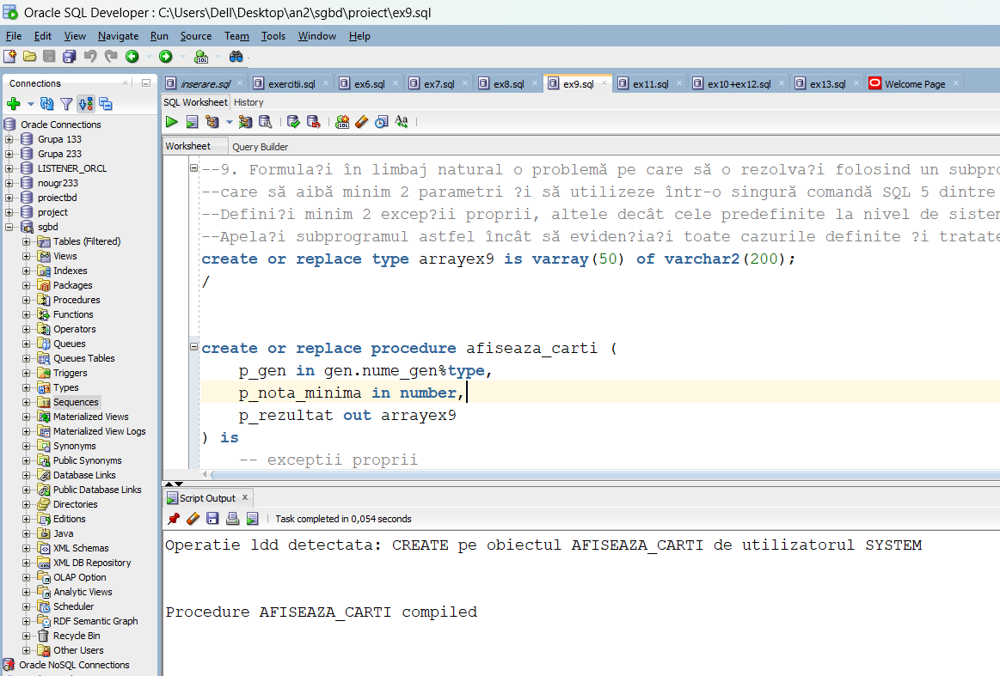 Oracle SQL Developer : C:\Users\Dell\Desktop\an2\sgbd\proiect\ex9.sql
File Edit View Navigate Run Source Team Tools Window Help
Connections
Oracle Connections
Grupa 133
Grupa 233
LISTENER_ORCL
nougr233
proiectbd
project
sgbd
Tables (Filtered)
Views
Indexes
Packages
Procedures
Functions
Operators
Queues
Queues Tables
Triggers
Types
Sequences
Materialized Views
Materialized View Logs
Synonyms
Public Synonyms
Database Links
Public Database Links
Directories
Editions
Java
XML Schemas
XML DB Repository
OLAP Option
Analytic Views
Scheduler
RDF Semantic Graph
Recycle Bin
Other Users
Oracle NoSQL Connections
inserare.sql exercitii.sql ex6.sql ex7.sql ex8.sql ex9.sql ex11.sql ex10+ex12.sql ex13.sql Welcome Page
SQL Worksheet History
Worksheet Query Builder
--9. Formula?i în limbaj natural o problemă pe care să o rezolva?i folosind un subpro
--care să aibă minim 2 parametri ?i să utilizeze într-o singură comandă SQL 5 dintre
--Defini?i minim 2 excep?ii proprii, altele decât cele predefinite la nivel de sistem
--Apela?i subprogramul astfel încât să eviden?ia?i toate cazurile definite ?i tratate
create or replace type arrayex9 is varray(50) of varchar2(200);
/
create or replace procedure afiseaza_carti (
p_gen in gen.nume_gen%type,
p_nota_minima in number,
p_rezultat out arrayex9
) is
-- exceptii proprii
Script Output
Task completed in 0,054 seconds
Operatie ldd detectata: CREATE pe obiectul AFISEAZA_CARTI de utilizatorul SYSTEM
Procedure AFISEAZA_CARTI compiled